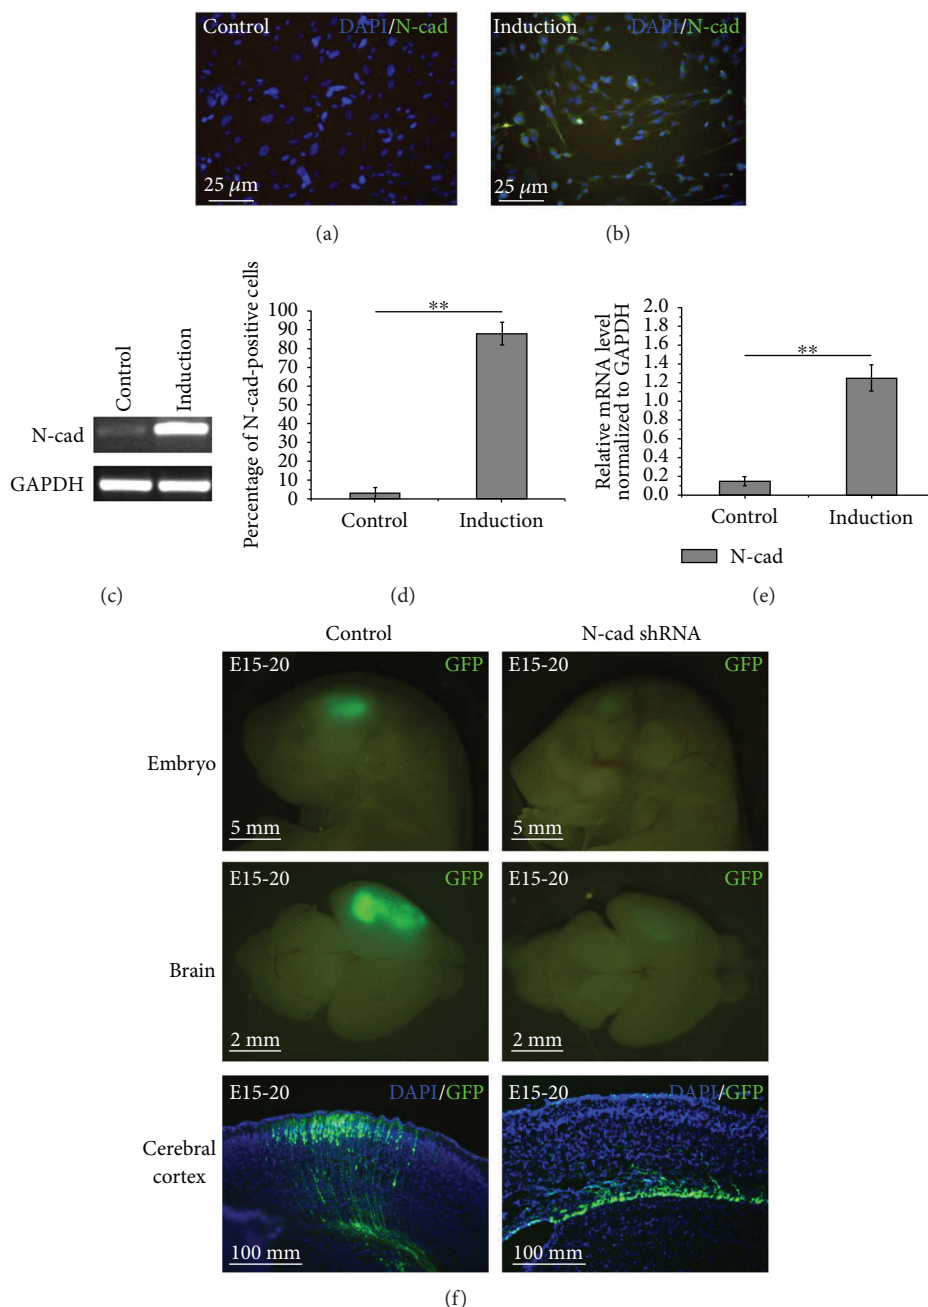 Control
DAPI/N-cad
25 µm
(a)
Induction
DAPI/N-cad
25 µm
(b)
Control
Induction
N-cad
GAPDH
(c)
Percentage of N-cad-positive cells
100
90
80
70
60
50
40
30
20
10
0
**
Control
Induction
(d)
Relative mRNA level
normalized to GAPDH
2.0
1.8
1.6
1.4
1.2
1.0
0.8
0.6
0.4
0.2
0.0
**
Control
Induction
N-cad
(e)
Control
N-cad shRNA
Embryo
E15-20
GFP
5 mm
E15-20
GFP
5 mm
Brain
E15-20
GFP
2 mm
E15-20
GFP
2 mm
Cerebral
cortex
E15-20
DAPI/GFP
100 mm
E15-20
DAPI/GFP
100 mm
(f)